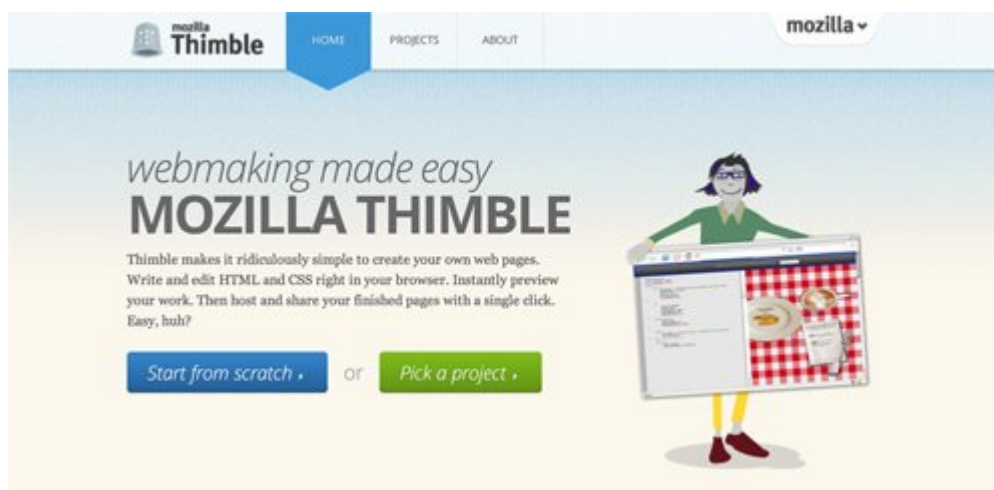 mozilla
Thimble
HOME
PROJECTS
ABOUT
mozilla
webmaking made easy
MOZILLA THIMBLE
Thimble makes it ridiculously simple to create your own web pages.
Write and edit HTML and CSS right in your browser. Instantly preview
your work. Then host and share your finished pages with a single click.
Easy, huh?
Start from scratch
or
Pick a project